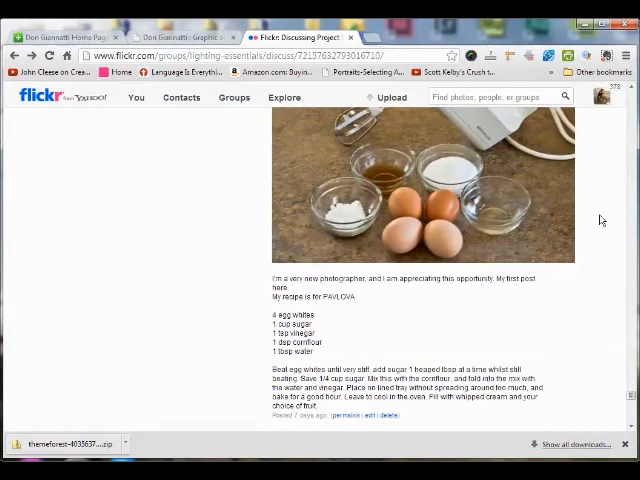 Don Giannatti Home Pag
Don Giannatti: Graphic a
Flickr: Discussing Project
www.flickr.com/groups/lighting-essentials/discuss/72157632793016710/
John Cleese on Crea
Home
Language Is Everythi
Amazon.com: Buyin
Portraits-Selecting A
Scott Kelby's Crush t
»
Other bookmarks
flickr from YAHOO!
You
Contacts
Groups
Explore
Upload
Find photos, people, or groups
378
I'm a very new photographer, and I am appreciating this opportunity. My first post
here.
My recipe is for PAVLOVA
4 egg whites
1 cup sugar
1 tsp vinegar
1 dsp cornflour
1 tbsp water
Beat egg whites until very stiff, add sugar 1 heaped tbsp at a time whilst still
beating. Save 1/4 cup sugar. Mix this with the cornflour, and fold into the mix with
the water and vinegar. Place on lined tray without spreading around too much, and
bake for a good hour. Leave to cool in the oven. Fill with whipped cream and your
choice of fruit.
Posted 7 days ago. (permalink | edit | delete)
themeforest-4035637....zip
Show all downloads...